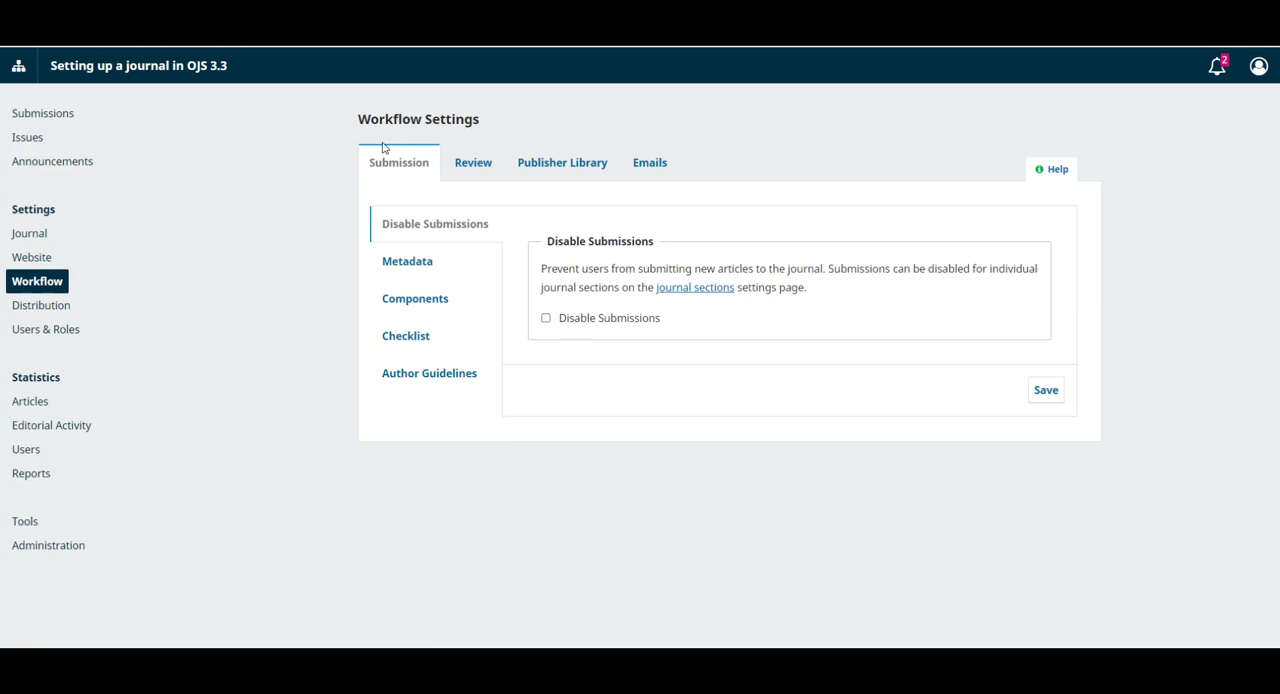 Setting up a journal in OJS 3.3
2
Submissions
Issues
Announcements
Settings
Journal
Website
Workflow
Distribution
Users & Roles
Statistics
Articles
Editorial Activity
Users
Reports
Tools
Administration
Workflow Settings
Submission
Review
Publisher Library
Emails
Help
Disable Submissions
Metadata
Components
Checklist
Author Guidelines
Disable Submissions
Prevent users from submitting new articles to the journal. Submissions can be disabled for individual
journal sections on the journal sections settings page.
Disable Submissions
Save